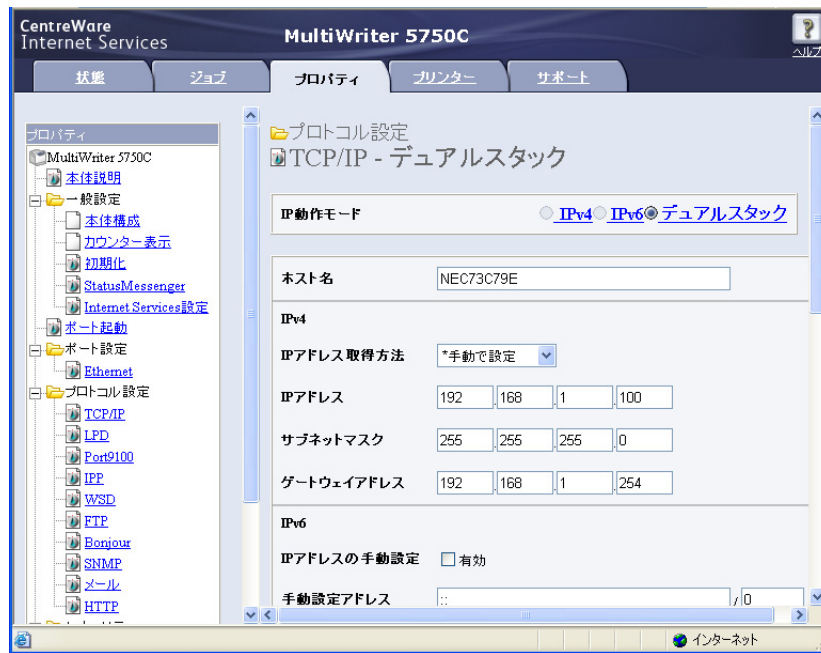 CentreWare
Internet Services
MultiWriter 5750C
ヘルプ
状態
ジョブ
プロパティ
プリンター
サポート
プロパティ
MultiWriter 5750C
本体説明
一般設定
本体構成
カウンター表示
初期化
StatusMessenger
Internet Services設定
ポート起動
ポート設定
Ethernet
プロトコル設定
TCP/IP
LPD
Port9100
IPP
WSD
FTP
Bonjour
SNMP
メール
HTTP
プロトコル設定
TCP/IP - デュアルスタック
IP動作モード IPv4 IPv6 デュアルスタック
ホスト名 NEC73C79E
IPv4
IPアドレス取得方法 *手動で設定
IPアドレス 192 .168 .1 .100
サブネットマスク 255 .255 .255 .0
ゲートウェイアドレス 192 .168 .1 .254
IPv6
IPアドレスの手動設定 有効
手動設定アドレス :: / 0
インターネット